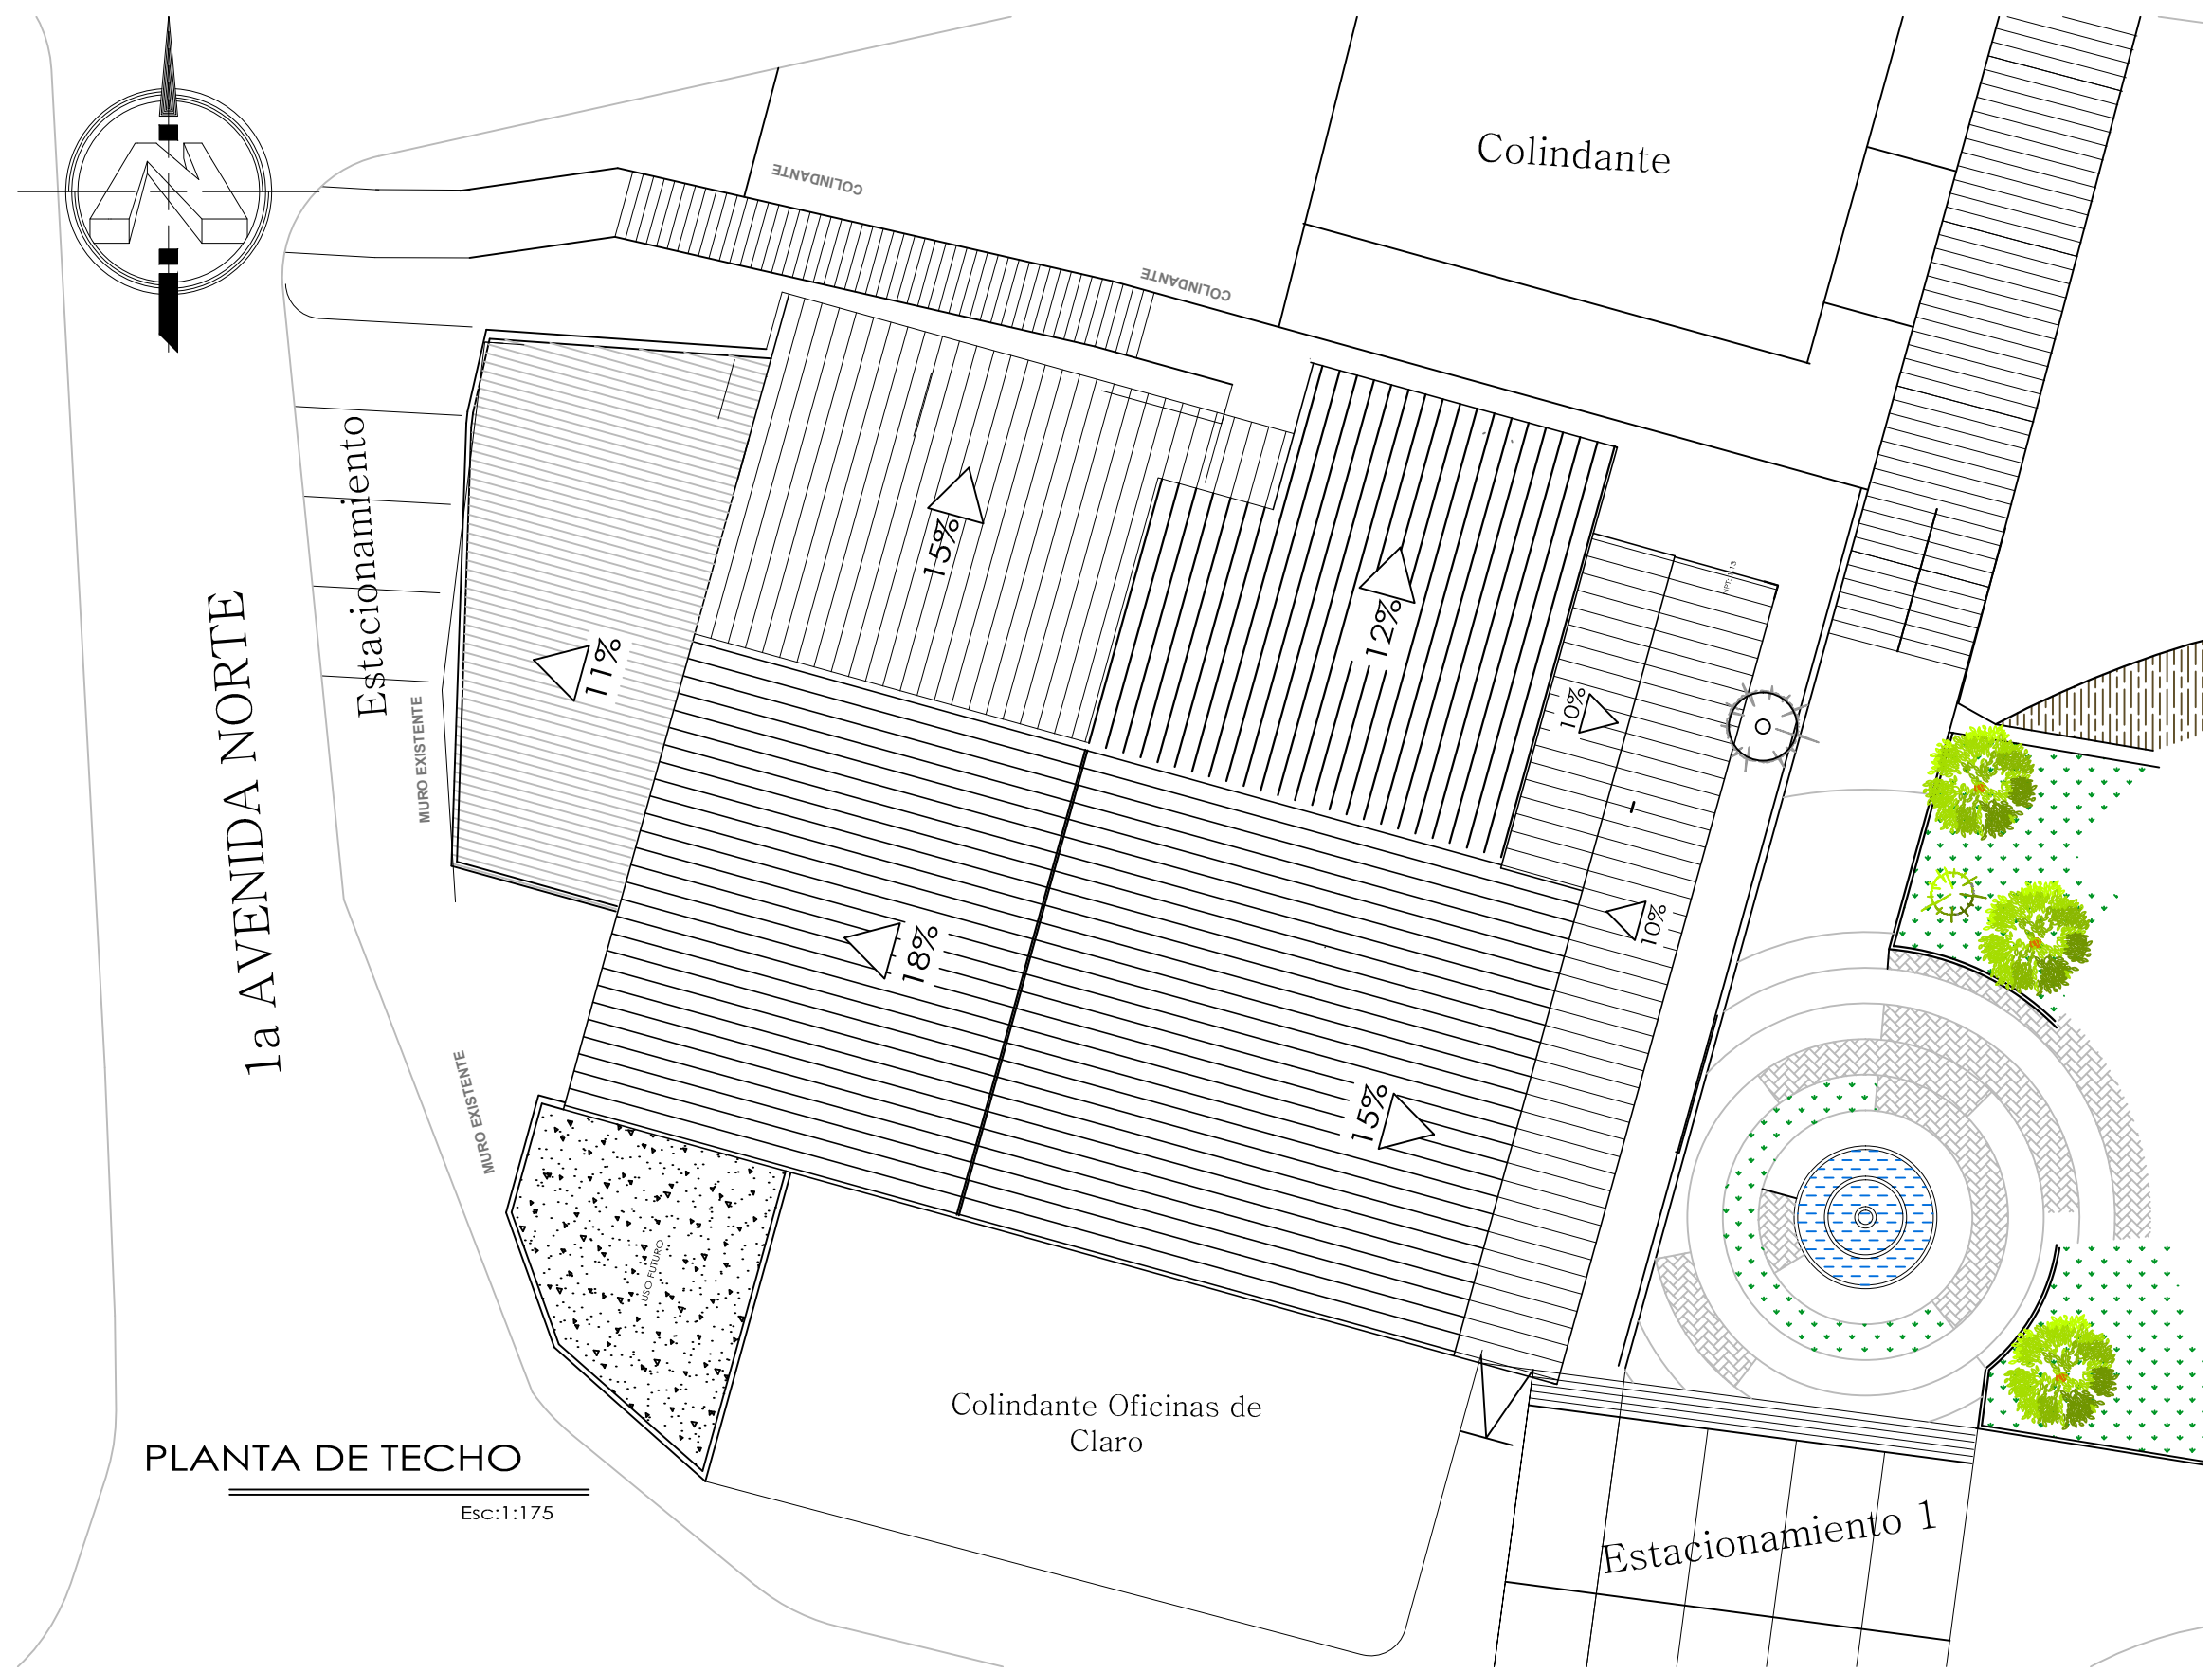 Colindante
COLINDANTE
COLINDANTE
Estacionamiento
1a AVENIDA NORTE
MURO EXISTENTE
MURO EXISTENTE
15%
12%
11%
10%
10%
18%
15%
USO FUTURO
Colindante Oficinas de
Claro
Estacionamiento 1
PLANTA DE TECHO
Esc:1:175
N